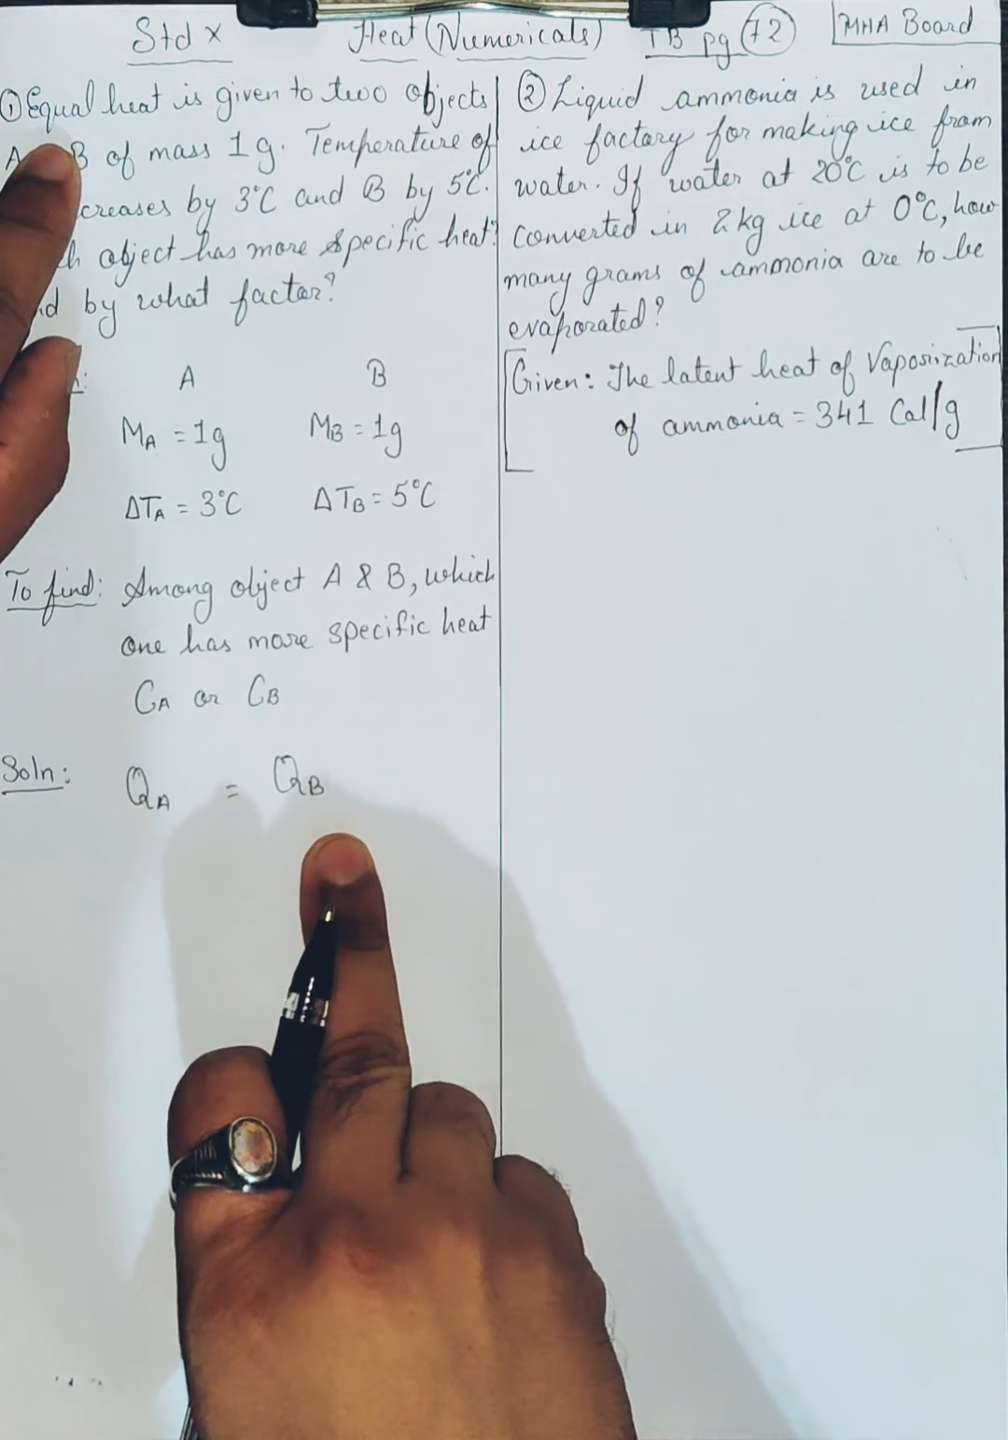 Std X Heat (Numericals) TB pg 72 MHA Board
① Equal heat is given to two objects
A B of mass 1g. Temperature of
creases by 3°C and B by 5°C.
h object has more specific heat?
nd by what factor?
A B
MA = 1g MB = 1g
ΔTA = 3°C ΔTB = 5°C
To find: Among object A & B, which
one has more specific heat
CA or CB
Soln: QA = QB
② Liquid ammonia is used in
ice factory for making ice from
water. If water at 20°C is to be
converted in 2 kg ice at 0°C, how
many grams of ammonia are to be
evaporated?
Given: The latent heat of Vaporization
of ammonia = 341 Cal/g